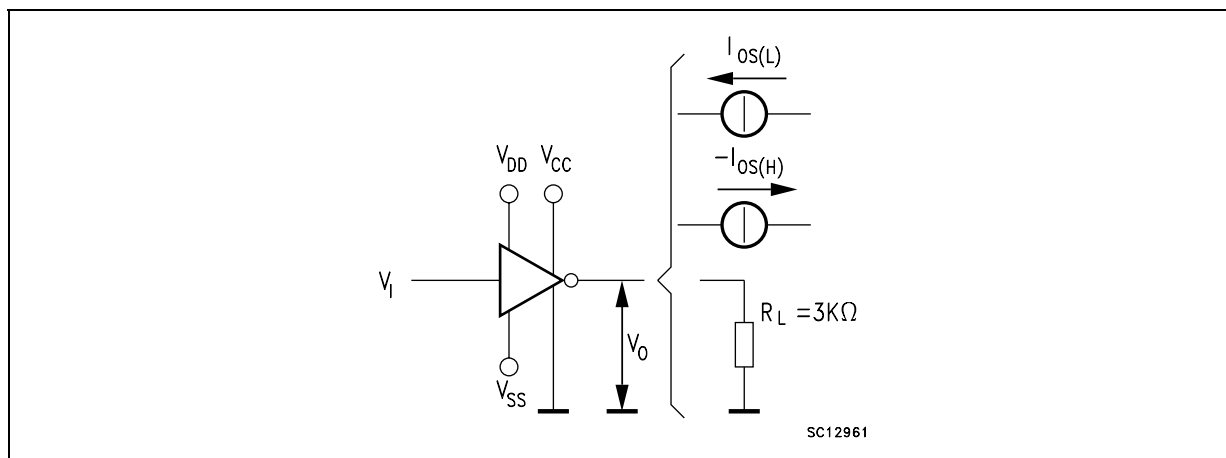 I OS(L)
-I OS(H)
V DD V CC
V I
V O
V SS
R L =3KΩ
SC12961